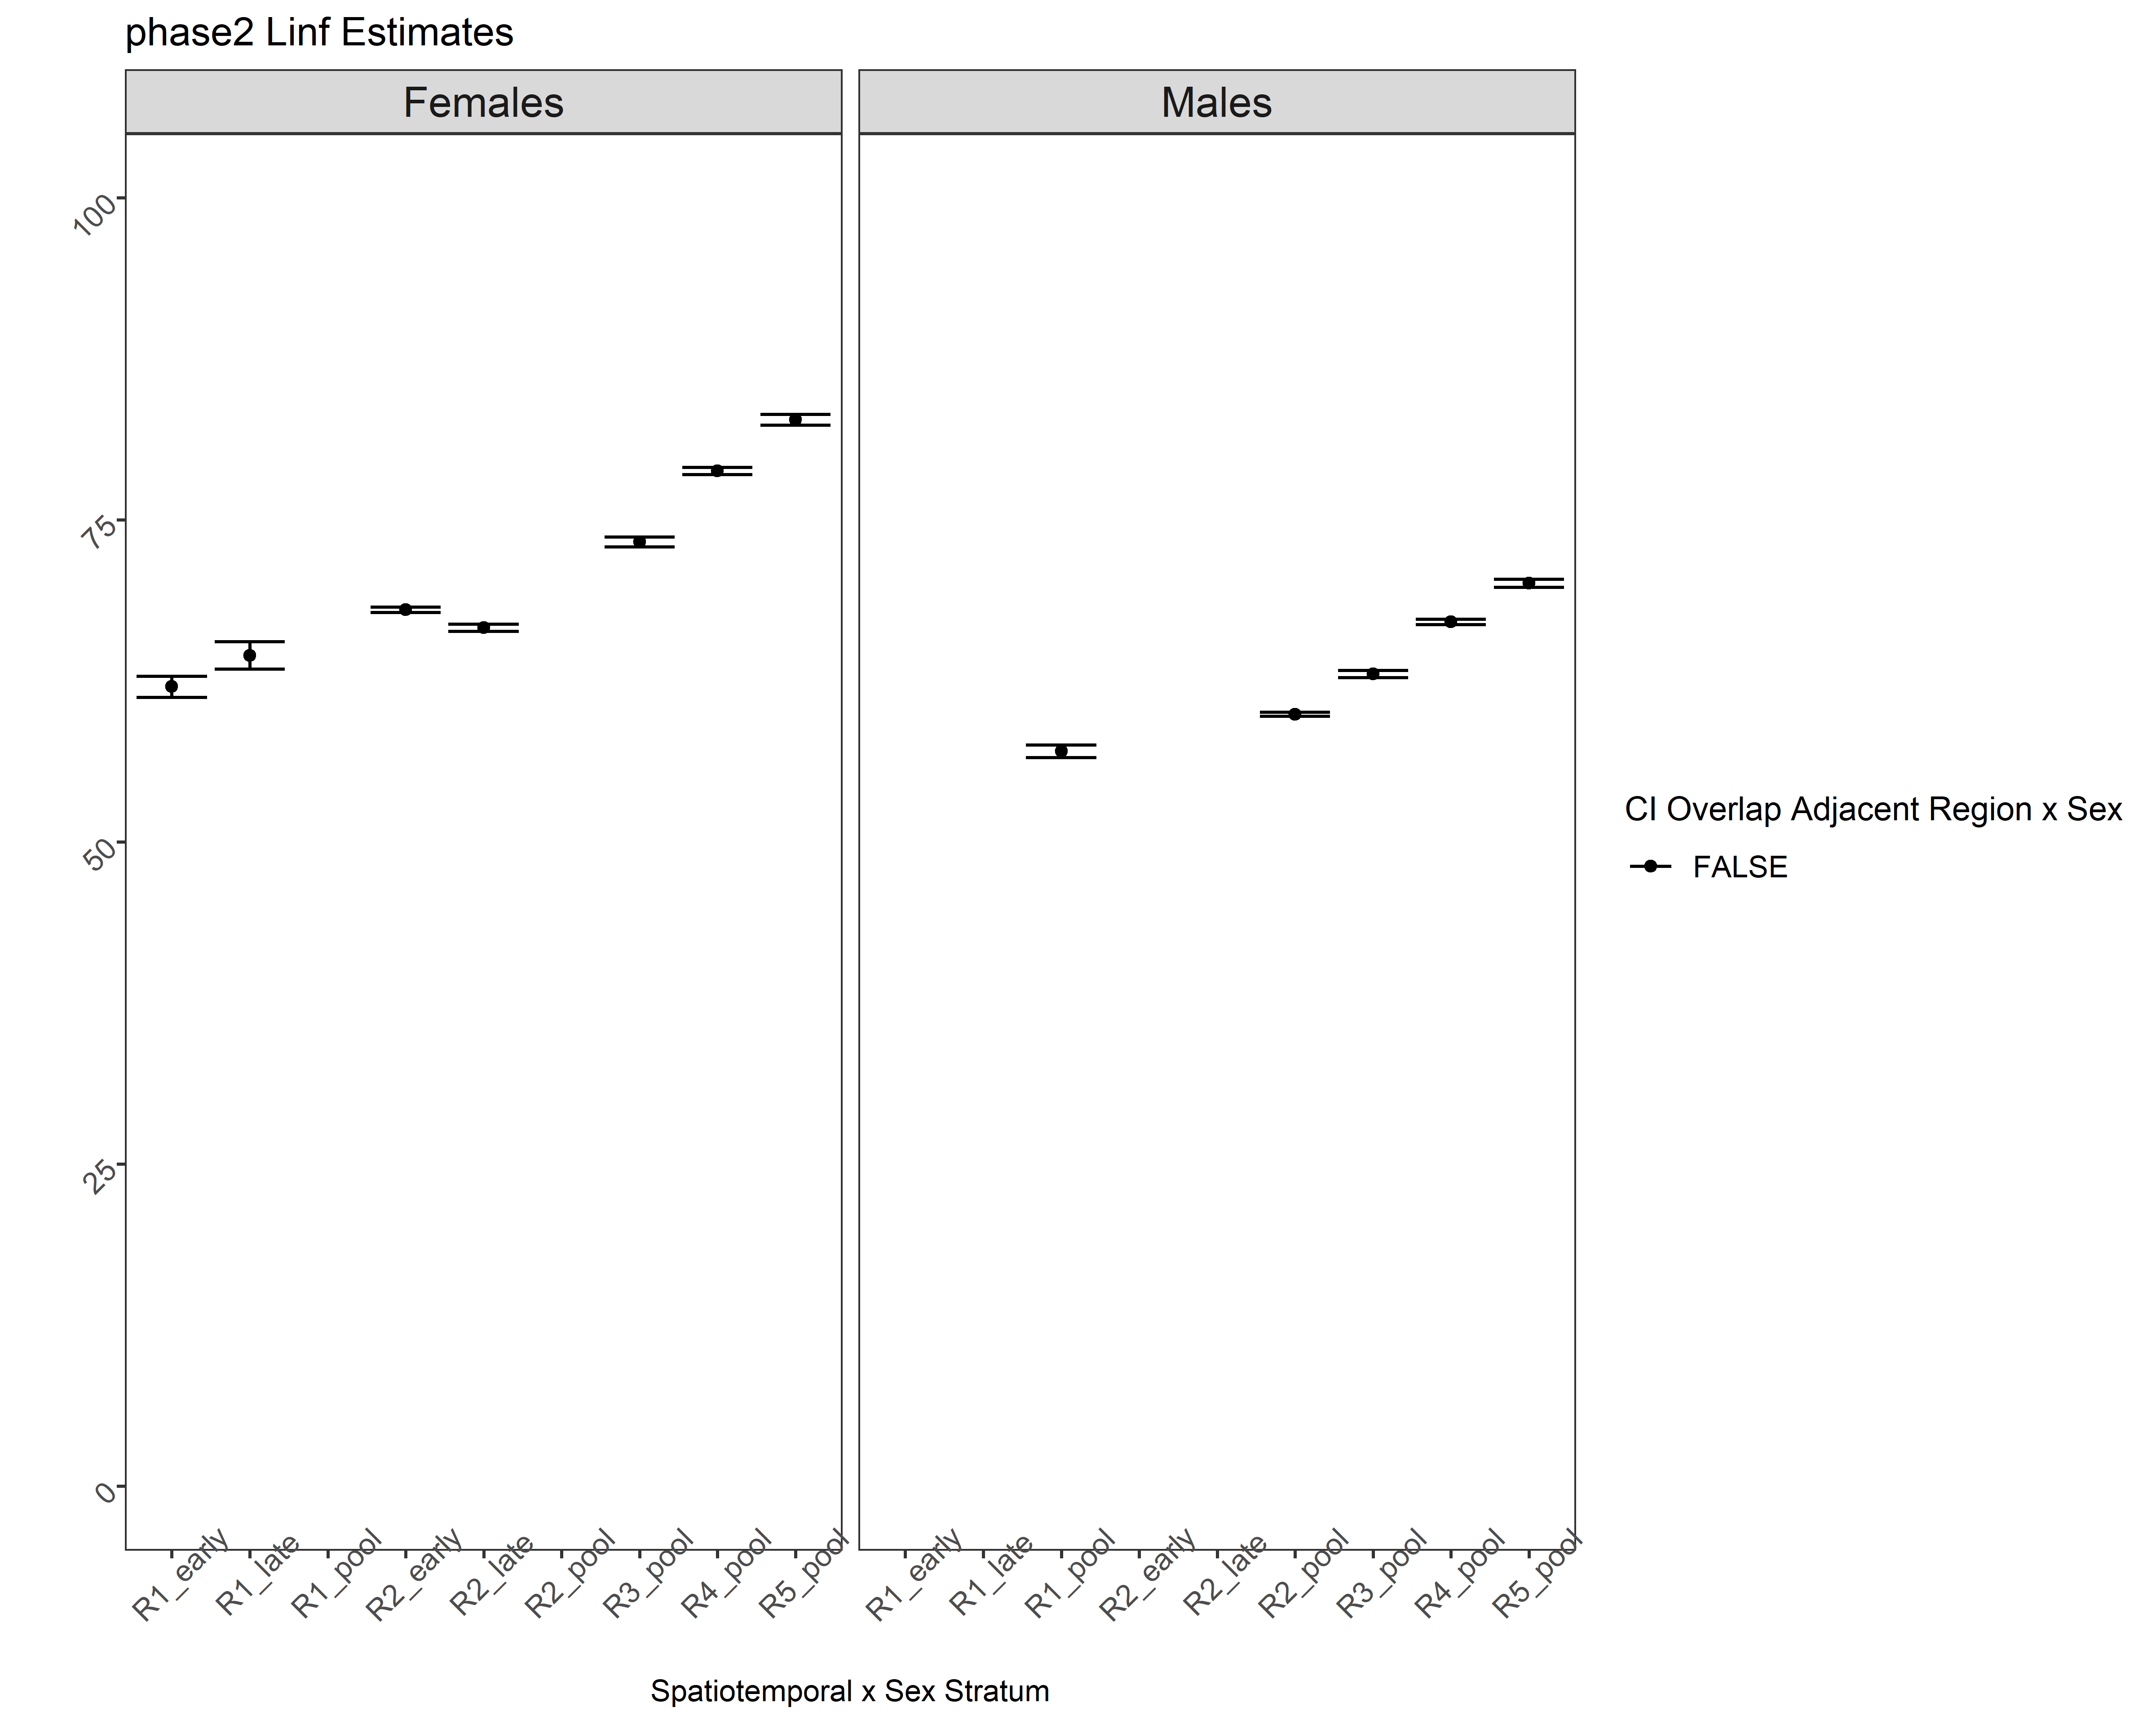 phase2 Linf Estimates
Females
Males
100
75
50
25
0
R1_early
R1_late
R1_pool
R2_early
R2_late
R2_pool
R3_pool
R4_pool
R5_pool
R1_early
R1_late
R1_pool
R2_early
R2_late
R2_pool
R3_pool
R4_pool
R5_pool
Spatiotemporal x Sex Stratum
CI Overlap Adjacent Region x Sex
FALSE